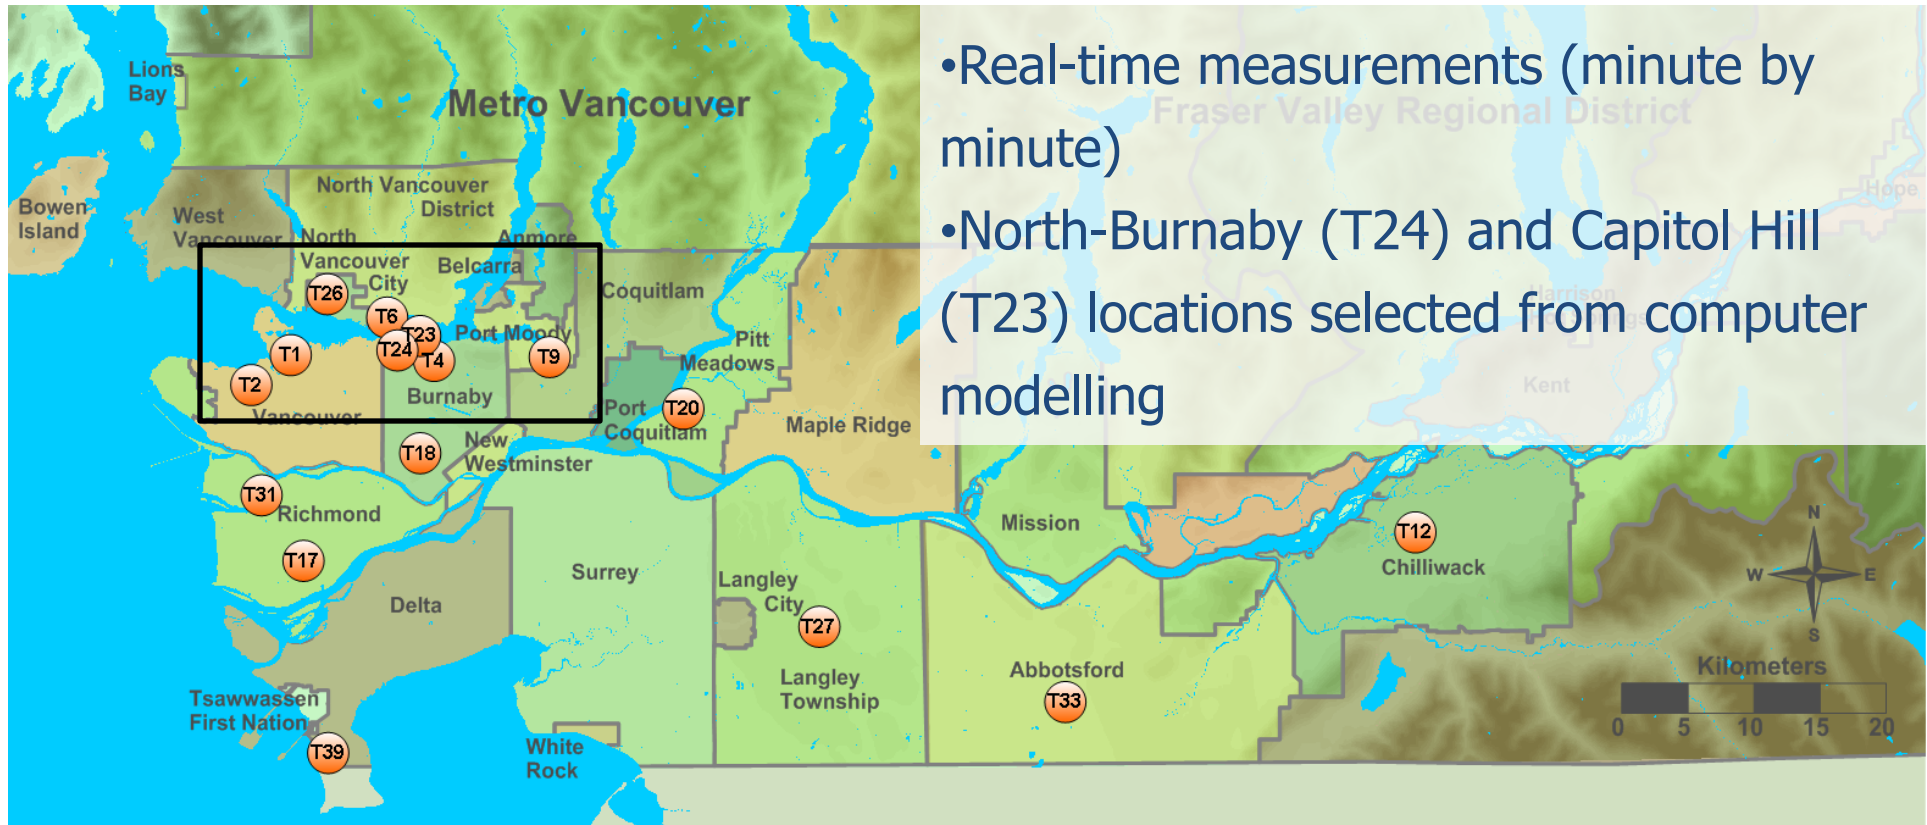 •Real-time measurements (minute by
minute)
•North-Burnaby (T24) and Capitol Hill
(T23) locations selected from computer
modelling
Fraser Valley Regional District
Hope
Harrison
Hot Springs
Kent
Lions
Bay
Metro Vancouver
Bowen
Island
West
Vancouver
North Vancouver
District
North
Vancouver
City
Anmore
Belcarra
Coquitlam
Port Moody
Pitt
Meadows
T26
T6
T23
T24
T4
T9
T1
T2
Burnaby
Vancouver
T20
Port
Coquitlam
Maple Ridge
T18
New
Westminster
T31
Richmond
T17
Mission
T12
Chilliwack
Surrey
Delta
Langley
City
T27
Langley
Township
Abbotsford
T33
Tsawwassen
First Nation
T39
White
Rock
N
W
E
S
Kilometers
0 5 10 15 20